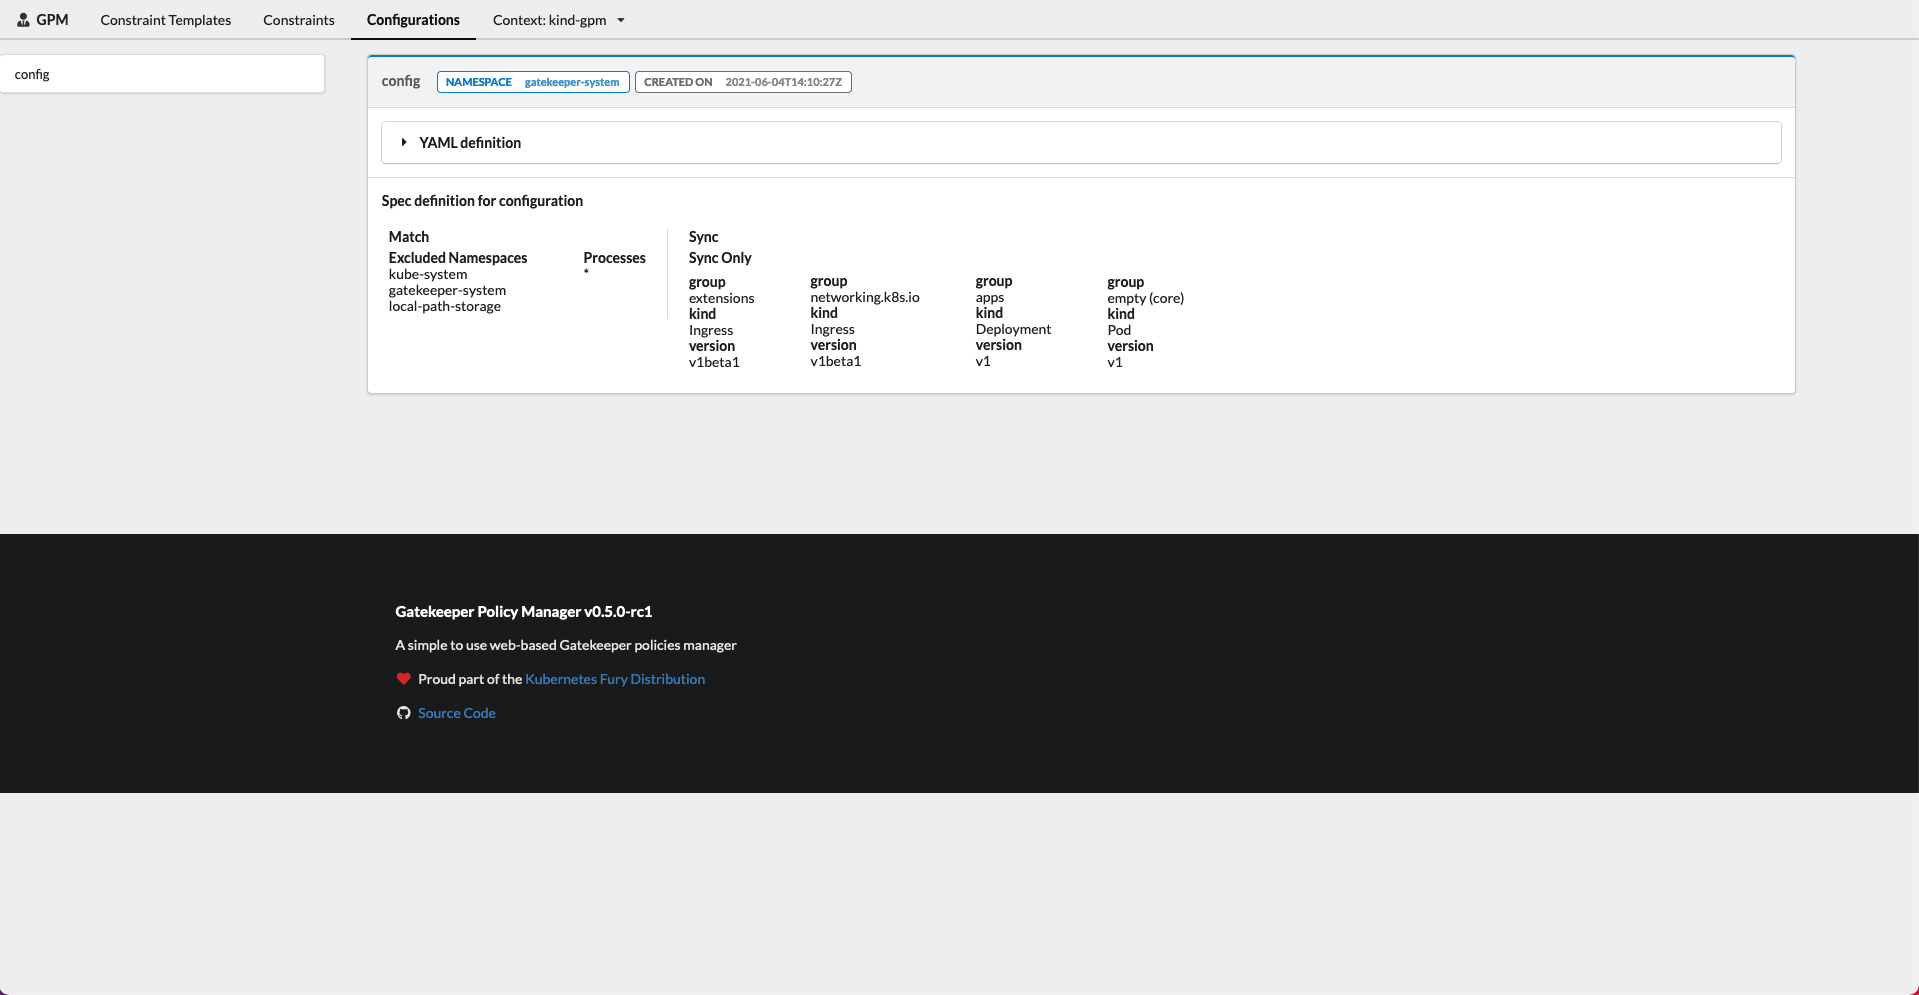 GPM Constraint Templates Constraints Configurations Context: kind-gpm
config
config NAMESPACE gatekeeper-system CREATED ON 2021-06-04T14:10:27Z
YAML definition
Spec definition for configuration
Match
Excluded Namespaces
kube-system
gatekeeper-system
local-path-storage
Processes
*
Sync
Sync Only
group
extensions
kind
Ingress
version
v1beta1
group
networking.k8s.io
kind
Ingress
version
v1beta1
group
apps
kind
Deployment
version
v1
group
empty (core)
kind
Pod
version
v1
Gatekeeper Policy Manager v0.5.0-rc1
A simple to use web-based Gatekeeper policies manager
Proud part of the Kubernetes Fury Distribution
Source Code